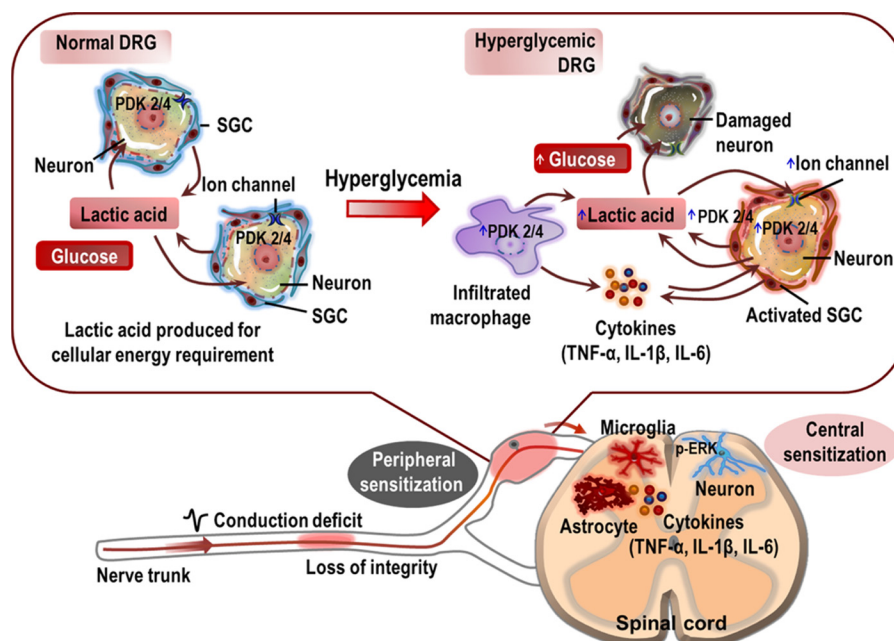 Normal DRG
PDK 2/4
SGC
Neuron
Ion channel
Lactic acid
PDK 2/4
Glucose
Neuron
SGC
Lactic acid produced for
cellular energy requirement
Hyperglycemia
Hyperglycemic
DRG
Damaged
neuron
↑ Glucose
↑ Ion channel
↑ Lactic acid
↑ PDK 2/4
↑ PDK 2/4
↑ PDK 2/4
Neuron
Infiltrated
macrophage
Activated SGC
Cytokines
(TNF-α, IL-1β, IL-6)
Peripheral
sensitization
Microglia
p-ERK
Central
sensitization
Neuron
Astrocyte
Cytokines
(TNF-α, IL-1β, IL-6)
Conduction deficit
Nerve trunk
Loss of integrity
Spinal cord